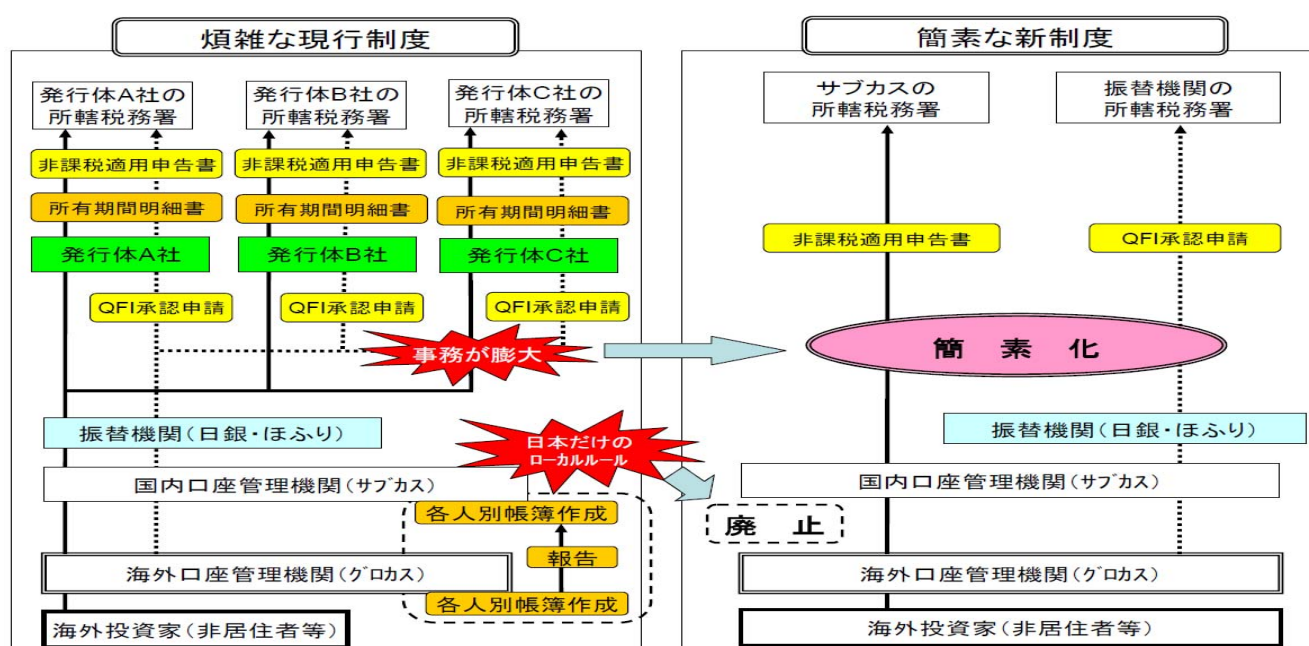 煩雑な現行制度
発行体A社の
所轄税務署
発行体B社の
所轄税務署
発行体C社の
所轄税務署
非課税適用申告書
非課税適用申告書
非課税適用申告書
所有期間明細書
所有期間明細書
所有期間明細書
発行体A社
発行体B社
発行体C社
QFI承認申請
QFI承認申請
QFI承認申請
事務が膨大
振替機関(日銀・ほふり)
日本だけの
ローカルルール
国内口座管理機関(サブカス)
各人別帳簿作成
報告
海外口座管理機関(グロカス)
各人別帳簿作成
海外投資家(非居住者等)
簡素な新制度
サブカスの
所轄税務署
振替機関の
所轄税務署
非課税適用申告書
QFI承認申請
簡素化
振替機関(日銀・ほふり)
国内口座管理機関(サブカス)
廃止
海外口座管理機関(グロカス)
海外投資家(非居住者等)